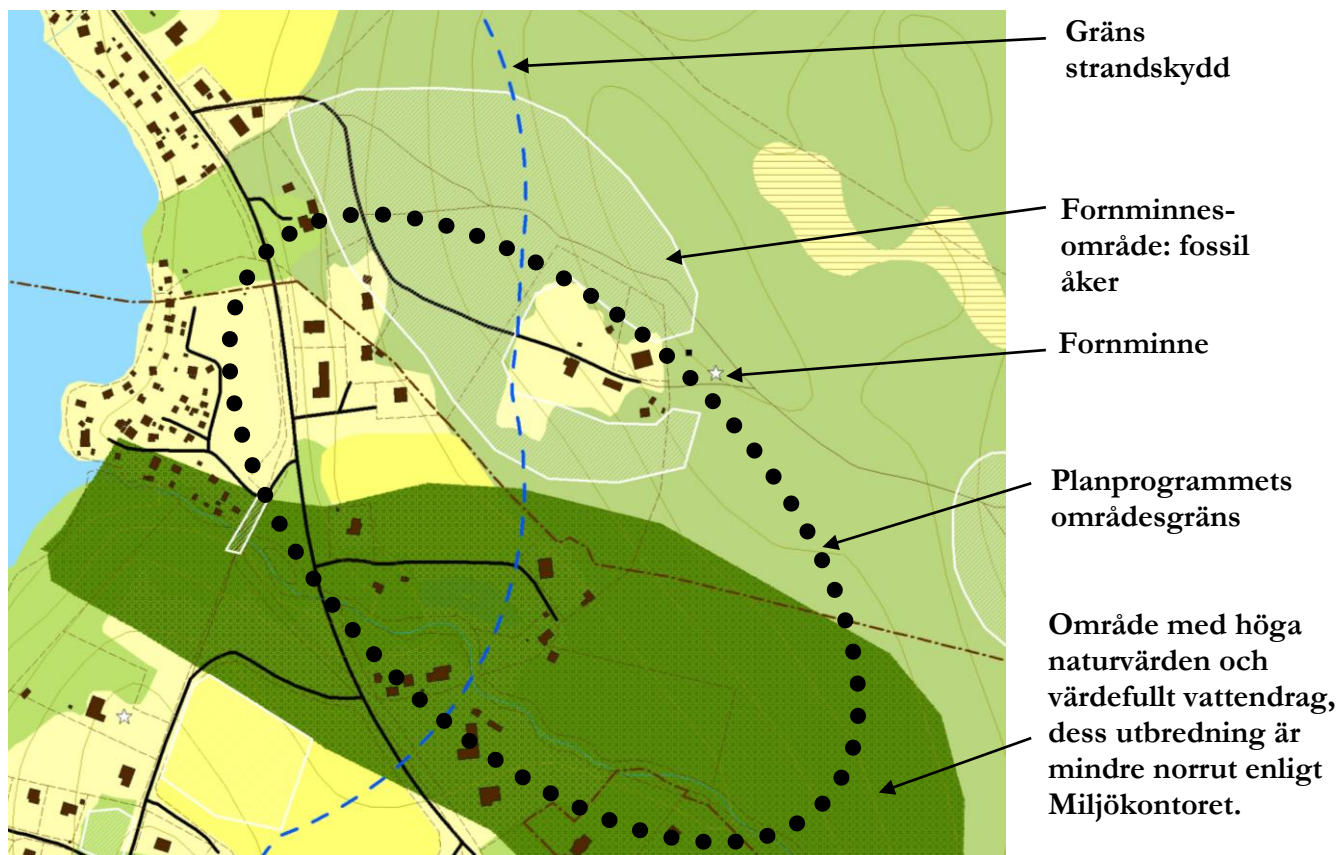 Gräns
strandskydd
Fornminnes-
område: fossil
åker
Fornminne
Planprogrammets
områdesgräns
Område med höga
naturvärden och
värdefullt vattendrag,
dess utbredning är
mindre norrut enligt
Miljökontoret.